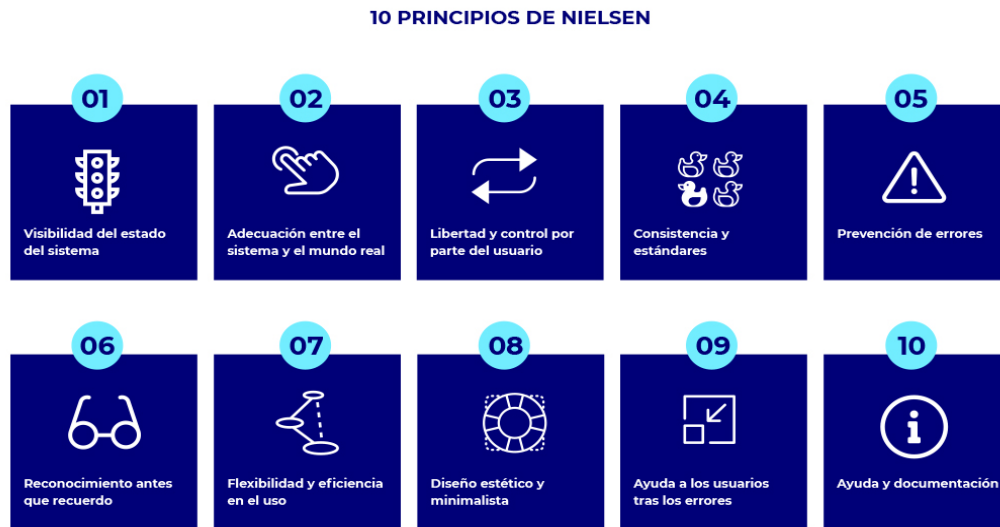 10 PRINCIPIOS DE NIELSEN
01
Visibilidad del estado
del sistema
02
Adecuación entre el
sistema y el mundo real
03
Libertad y control por
parte del usuario
04
Consistencia y
estándares
05
Prevención de errores
06
Reconocimiento antes
que recuerdo
07
Flexibilidad y eficiencia
en el uso
08
Diseño estético y
minimalista
09
Ayuda a los usuarios
tras los errores
10
Ayuda y documentación